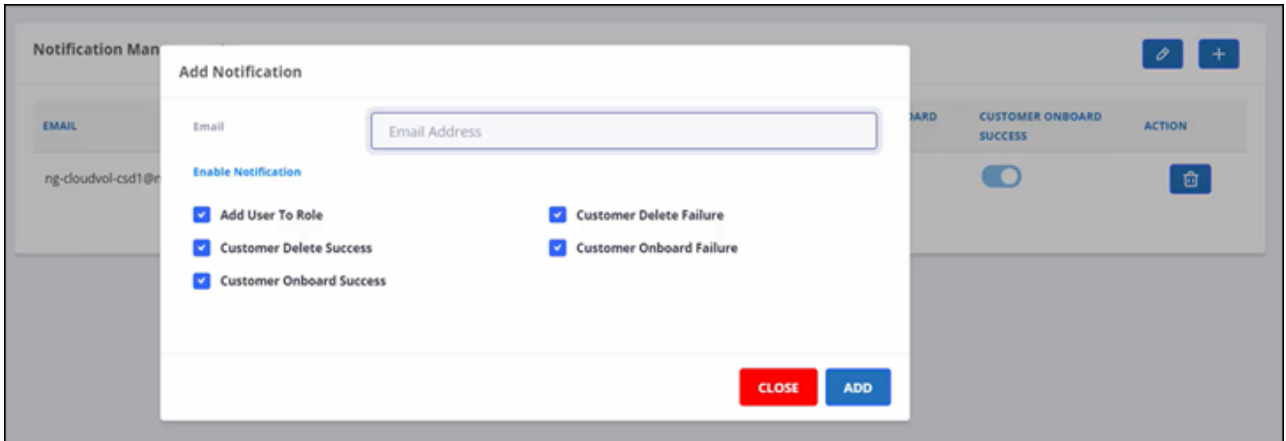 Notification Man
Add Notification
EMAIL
Email
Email Address
CUSTOMER ONBOARD
SUCCESS
ACTION
ng-cloudvol-csd1@
Enable Notification
Add User To Role
Customer Delete Failure
Customer Delete Success
Customer Onboard Failure
Customer Onboard Success
CLOSE
ADD